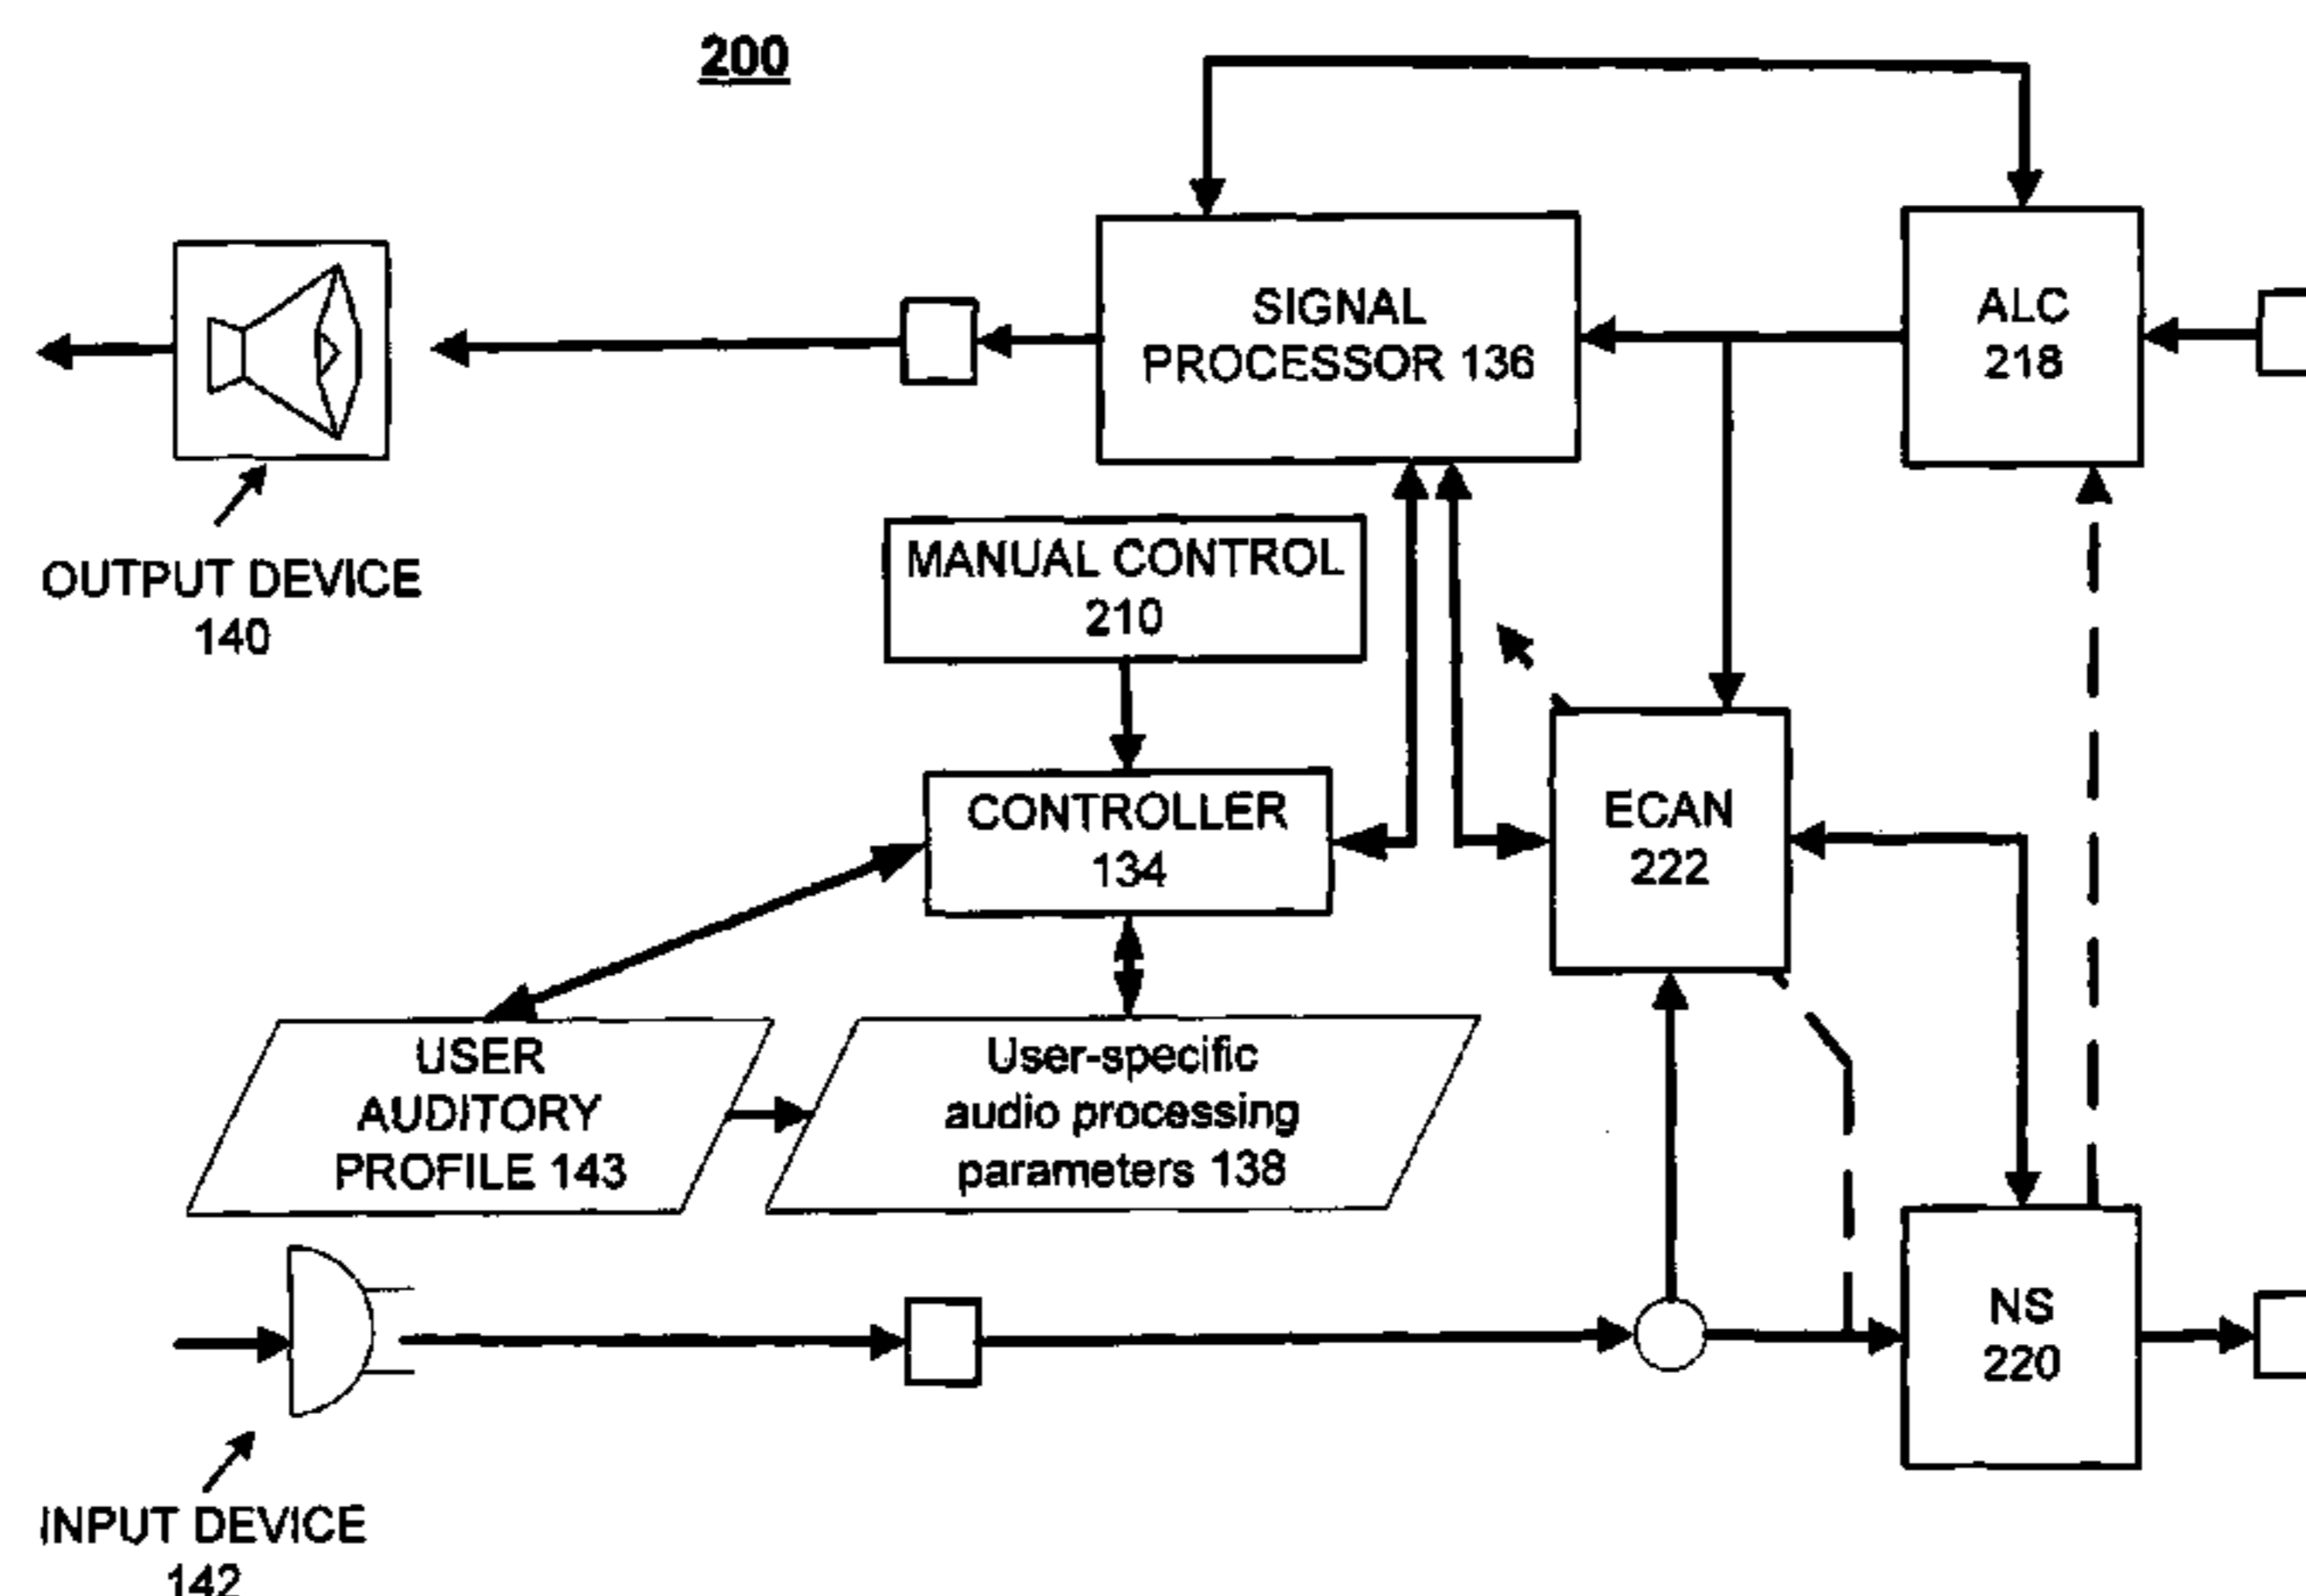 200
SIGNAL
PROCESSOR 136
ALC
218
OUTPUT DEVICE
140
MANUAL CONTROL
210
CONTROLLER
134
ECAN
222
USER
AUDITORY
PROFILE 143
User-specific
audio processing
parameters 138
NS
220
INPUT DEVICE
142